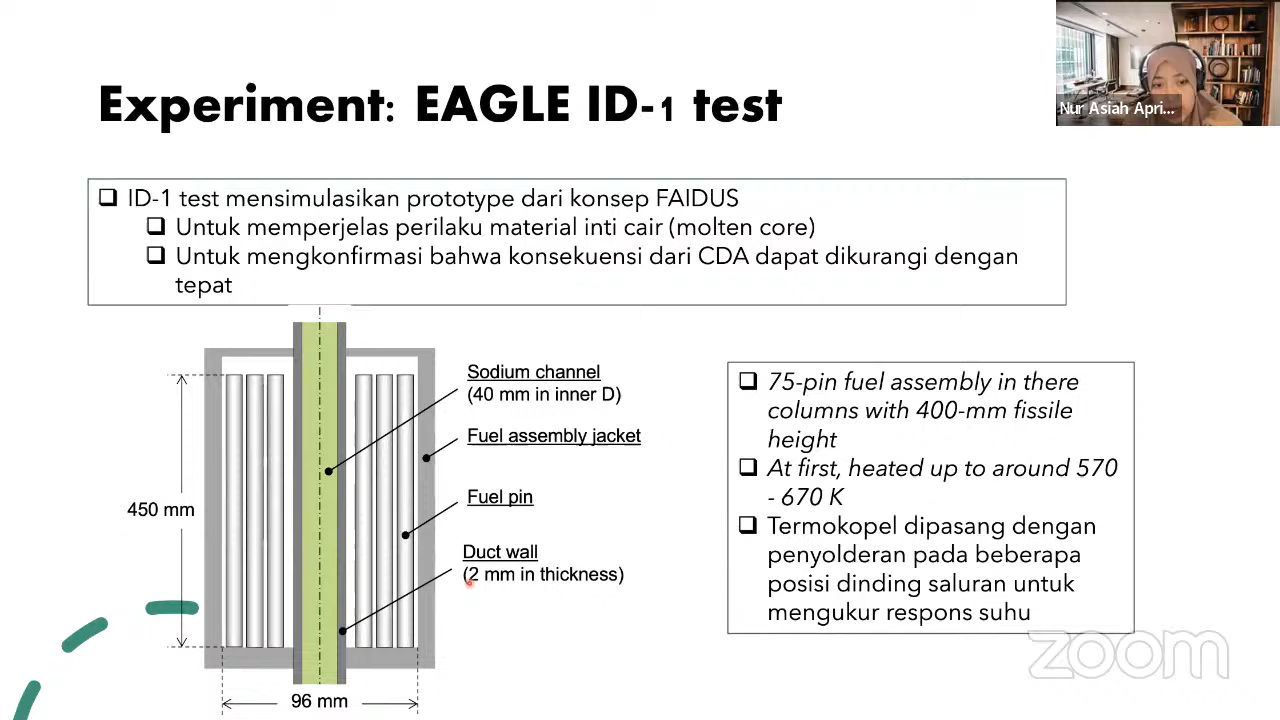 Experiment: EAGLE ID-1 test
Nur Asiah Apri...
❑ ID-1 test mensimulasikan prototype dari konsep FAIDUS
❑ Untuk memperjelas perilaku material inti cair (molten core)
❑ Untuk mengkonfirmasi bahwa konsekuensi dari CDA dapat dikurangi dengan
tepat
Sodium channel
(40 mm in inner D)
Fuel assembly jacket
Fuel pin
Duct wall
(2 mm in thickness)
450 mm
96 mm
❑ 75-pin fuel assembly in there
columns with 400-mm fissile
height
❑ At first, heated up to around 570
- 670 K
❑ Termokopel dipasang dengan
penyolderan pada beberapa
posisi dinding saluran untuk
mengukur respons suhu
zoom